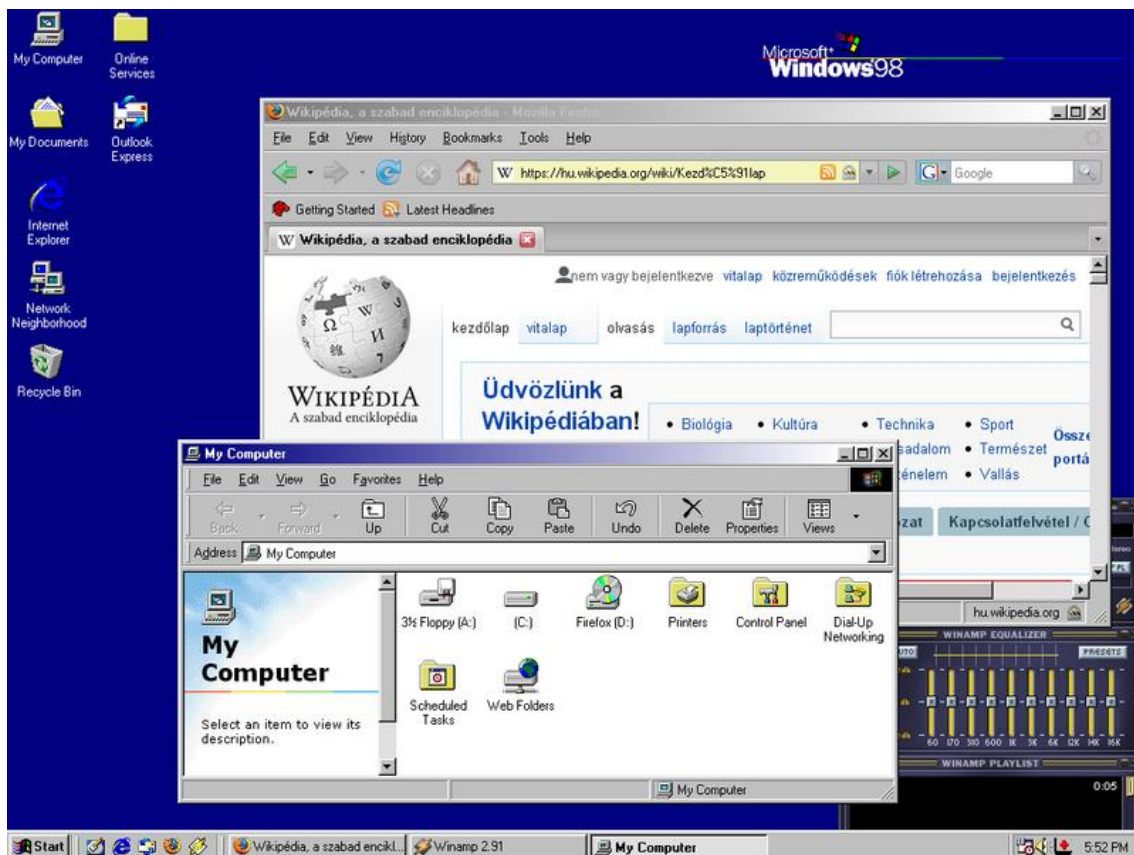 My Computer
Online
Services
My Documents
Outlook
Express
Internet
Explorer
Network
Neighborhood
Recycle Bin
Microsoft
Windows98
Wikipédia, a szabad enciklopédia - Mozilla Firefox
File Edit View History Bookmarks Tools Help
W https://hu.wikipedia.org/wiki/Kezd%C5%91lap G Google
Getting Started Latest Headlines
W Wikipédia, a szabad enciklopédia
nem vagy bejelentkezve vitalap közreműködések fiók létrehozása bejelentkezés
kezdőlap vitalap olvasás lapforrás laptörténet
WIKIPÉDIA
A szabad enciklopédia
Üdvözlünk a
Wikipédiában!
• Biológia • Kultúra • Technika • Sport
sadalom • Természet
ténelem • Vallás
Össze
portá
zat Kapcsolatfelvétel /
hu.wikipedia.org
My Computer
File Edit View Go Favorites Help
Back Forward Up Cut Copy Paste Undo Delete Properties Views
Address My Computer
My
Computer
Select an item to view its
description.
3½ Floppy (A:) (C:) Firefox (D:) Printers Control Panel Dial-Up
Networking
Scheduled
Tasks
Web Folders
My Computer
WINAMP EQUALIZER
PRESETS
60 170 310 600 1K 3K 6K 12K 14K 16K
WINAMP PLAYLIST
0:05
Start Wikipédia, a szabad encikl... Winamp 2.91 My Computer 5:52 PM